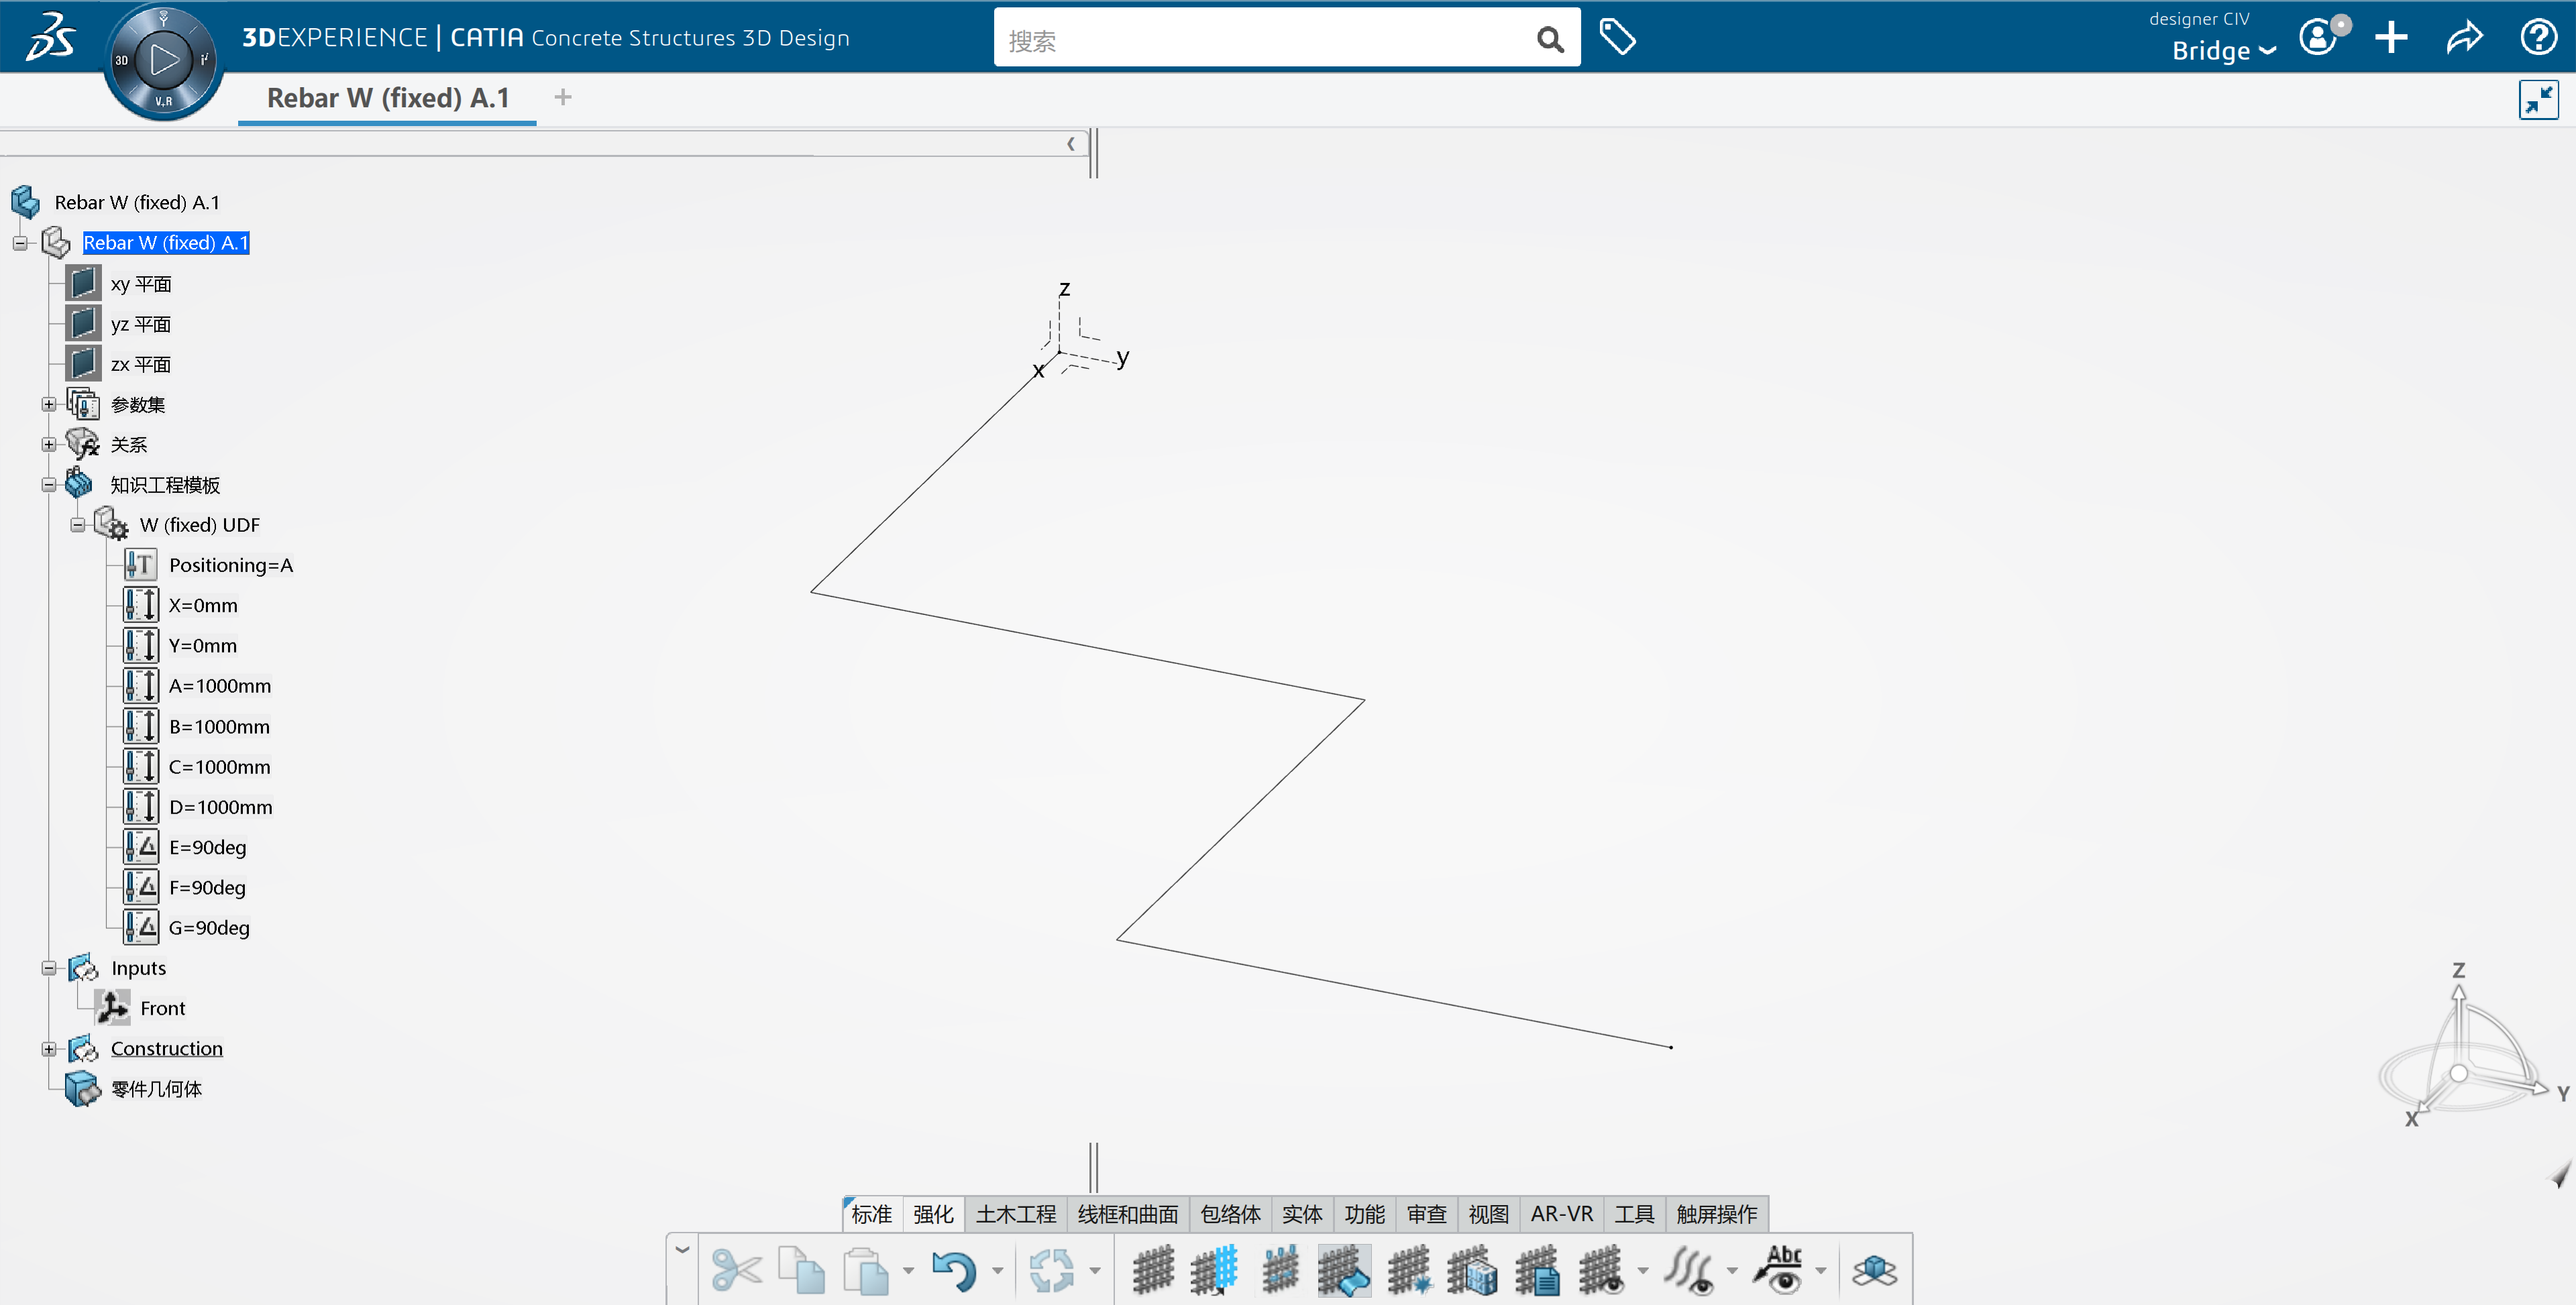 3DEXPERIENCE | CATIA Concrete Structures 3D Design
搜索
designer CIV
Bridge
3D
i²
V,R
Rebar W (fixed) A.1
Rebar W (fixed) A.1
Rebar W (fixed) A.1
xy 平面
yz 平面
zx 平面
参数集
关系
知识工程模板
W (fixed) UDF
Positioning=A
X=0mm
Y=0mm
A=1000mm
B=1000mm
C=1000mm
D=1000mm
E=90deg
F=90deg
G=90deg
Inputs
Front
Construction
零件几何体
z
y
x
Z
Y
X
标准 强化 土木工程 线框和曲面 包络体 实体 功能 审查 视图 AR-VR 工具 触屏操作
Abc